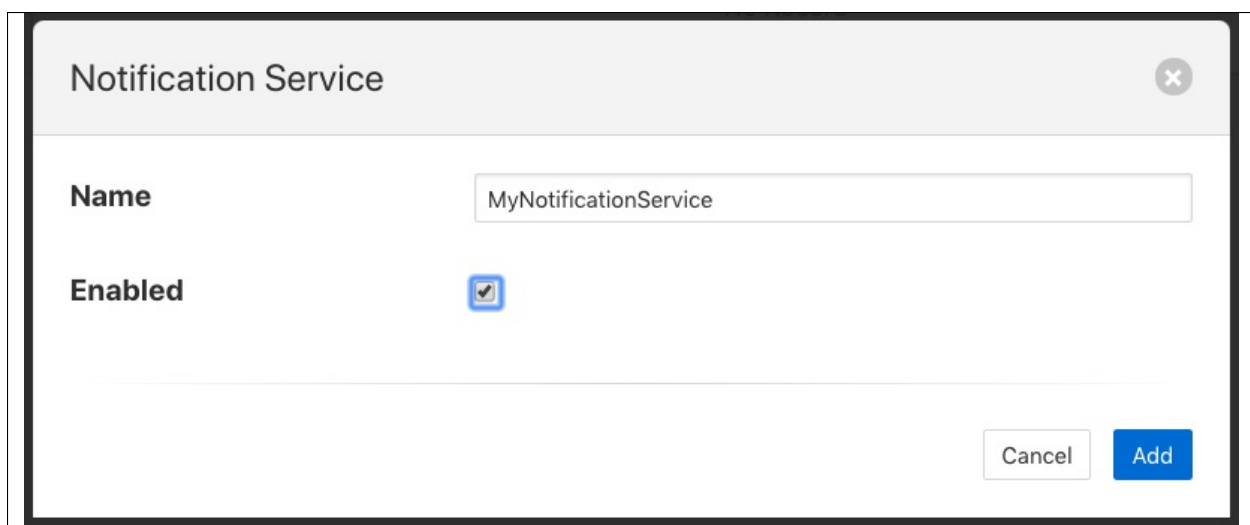 Notification Service
Name
MyNotificationService
Enabled
Cancel
Add